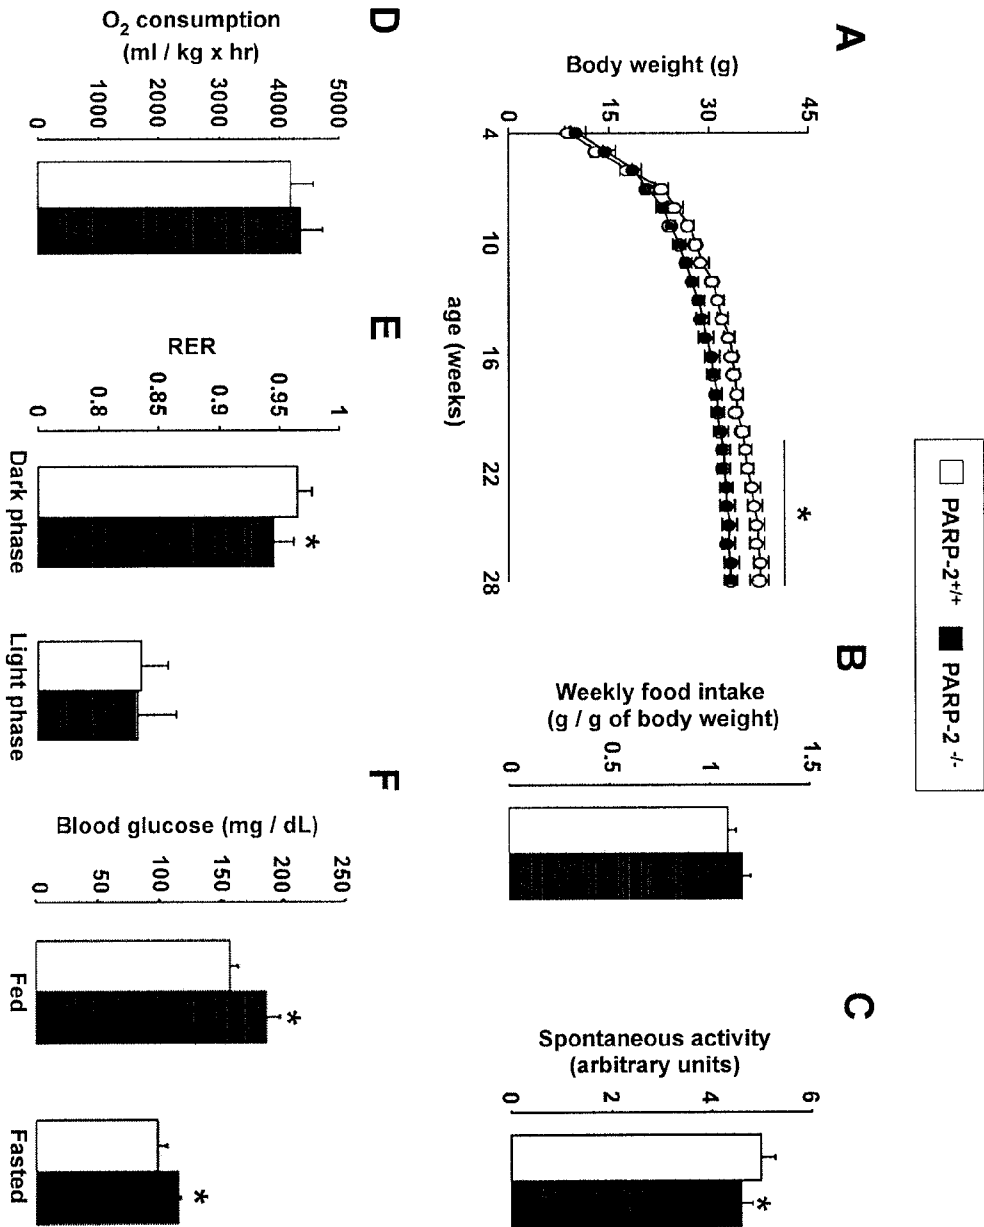 PARP-2+/+ PARP-2 -/-
A
Body weight (g)
45
30
15
0
4 10 16 22 28
age (weeks)
*
B
Weekly food intake
(g / g of body weight)
1.5
1
0.5
0
C
Spontaneous activity
(arbitrary units)
6
4
2
0
*
D
O2 consumption
(ml / kg x hr)
5000
4000
3000
2000
1000
0
E
RER
1
0.95
0.9
0.85
0.8
0
*
Dark phase Light phase
F
Blood glucose (mg / dL)
250
200
150
100
50
0
* *
Fed Fasted